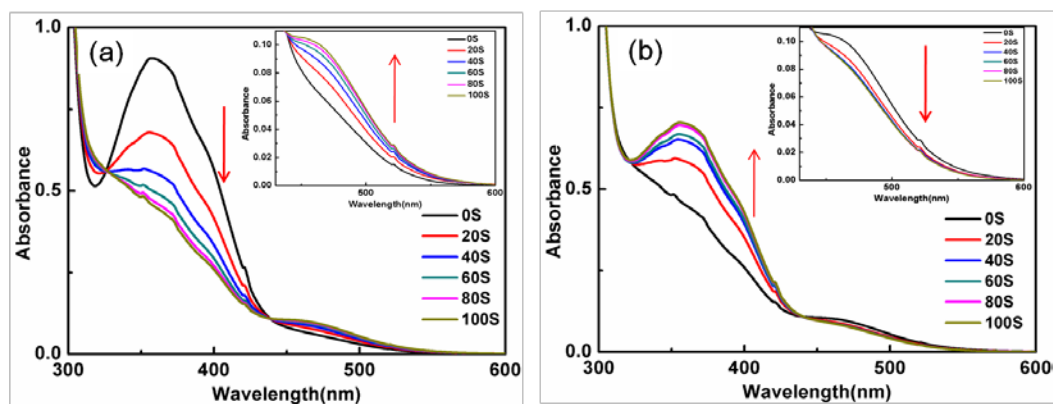 (a)
Absorbance
1.0
0.5
0.0
300
400
500
600
Wavelength(nm)
0S
20S
40S
60S
80S
100S
Absorbance
0.10
0.08
0.06
0.04
0.02
0.00
500
600
Wavelength(nm)
0S
20S
40S
60S
80S
100S
(b)
Absorbance
1.0
0.5
0.0
300
400
500
600
Wavelength(nm)
0S
20S
40S
60S
80S
100S
Absorbance
0.10
0.08
0.06
0.04
0.02
0.00
500
600
Wavelength(nm)
0S
20S
40S
60S
80S
100S